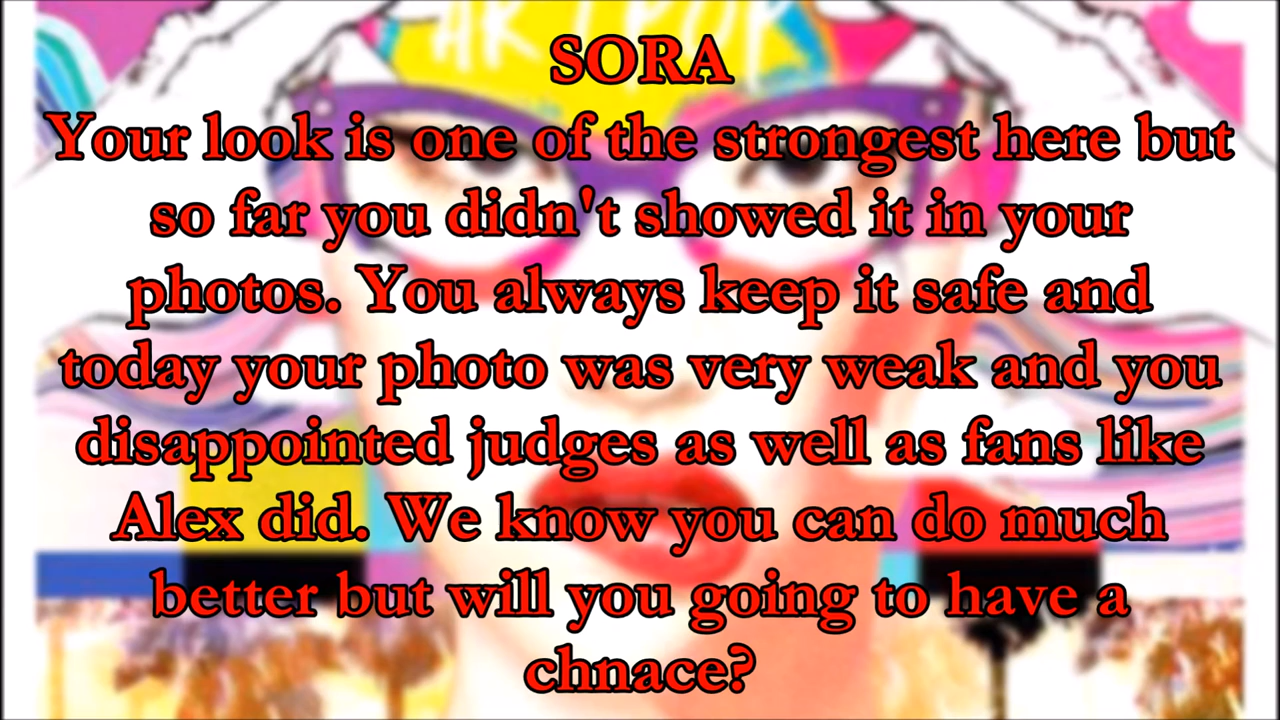 ARTPOP
SORA
Your look is one of the strongest here but
so far you didn't showed it in your
photos. You always keep it safe and
today your photo was very weak and you
disappointed judges as well as fans like
Alex did. We know you can do much
better but will you going to have a
chnace?